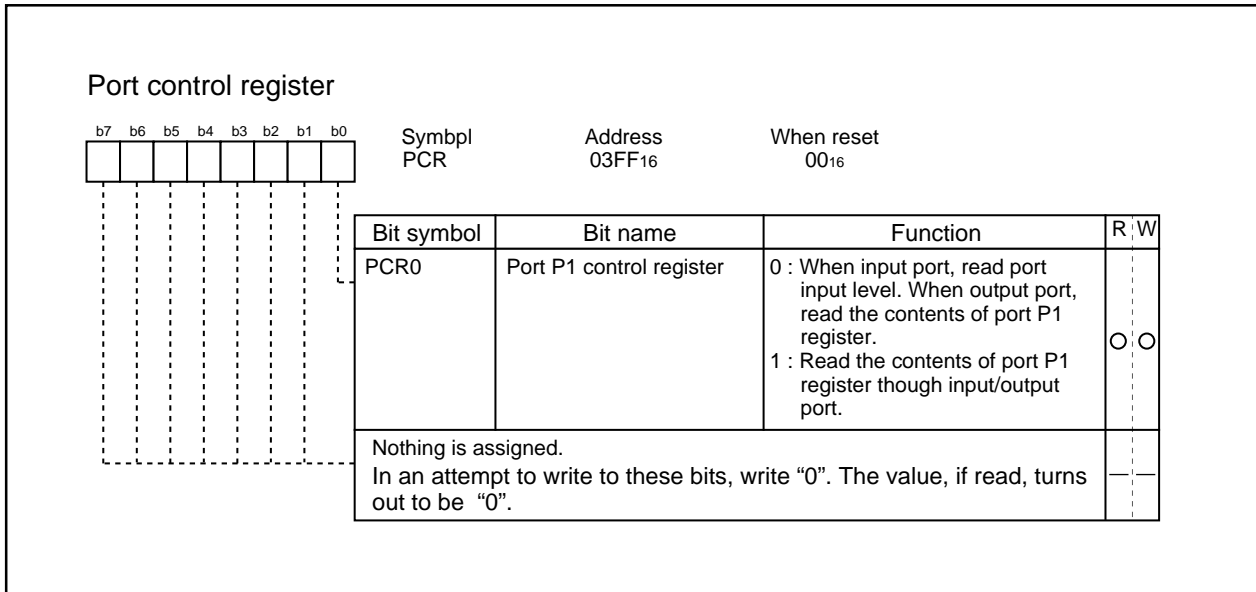 Port control register
b7 b6 b5 b4 b3 b2 b1 b0
Symbpl Address When reset
PCR 03FF16 0016
Bit symbol Bit name Function R W
PCR0 Port P1 control register 0 : When input port, read port
input level. When output port,
read the contents of port P1
register.
1 : Read the contents of port P1
register though input/output
port.
Nothing is assigned.
In an attempt to write to these bits, write “0”. The value, if read, turns
out to be “0”.